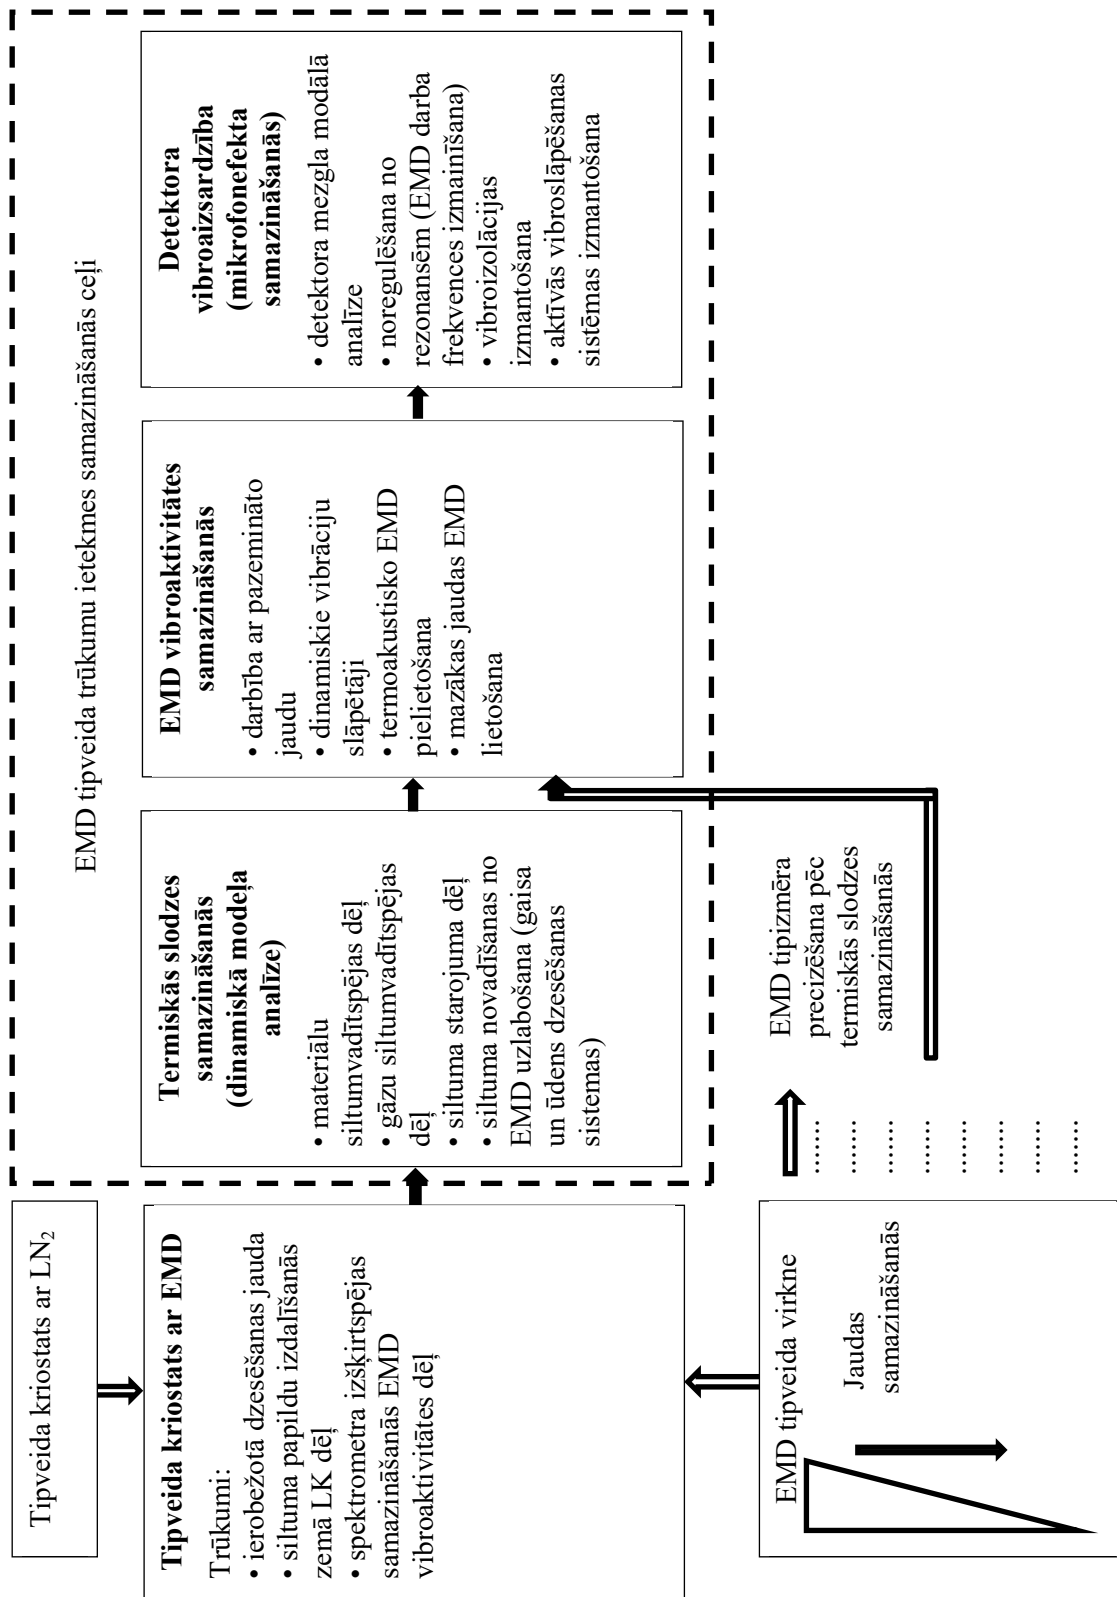 Tipveida kriostats ar LN₂
EMD tipveida trūkumu ietekmes samazināšanās ceļi
Tipveida kriostats ar EMD
Trūkumi:
• ierobežotā dzesēšanas jauda
• siltuma papildu izdalīšanās
zemā LK dēļ
• spektrometra izšķirtspējas
samazināšanās EMD
vibroaktivitātes dēļ
Termiskās slodzes
samazināšanās
(dinamiskā modeļa
analīze)
• materiālu
siltumvadītspējas dēļ
• gāzu siltumvadītspējas
dēļ
• siltuma starojuma dēļ
• siltuma novadīšanas no
EMD uzlabošana (gaisa
un ūdens dzesēšanas
sistemas)
EMD vibroaktivitātes
samazināšanās
• darbība ar pazemināto
jaudu
• dinamiskie vibrāciju
slāpētāji
• termoakustisko EMD
pielietošana
• mazākas jaudas EMD
lietošana
Detektora
vibroaizsardzība
(mikrofonefekta
samazināšanās)
• detektora mezgla modālā
analīze
• noregulēšana no
rezonansēm (EMD darba
frekvences izmainīšana)
• vibroizolācijas
izmantošana
• aktīvās vibroslāpēšanas
sistēmas izmantošana
EMD tipveida virkne
Jaudas
samazināšanās
.......
.......
.......
.......
.......
.......
.......
.......
EMD tipizmēra
precizēšana pēc
termiskās slodzes
samazināšanās